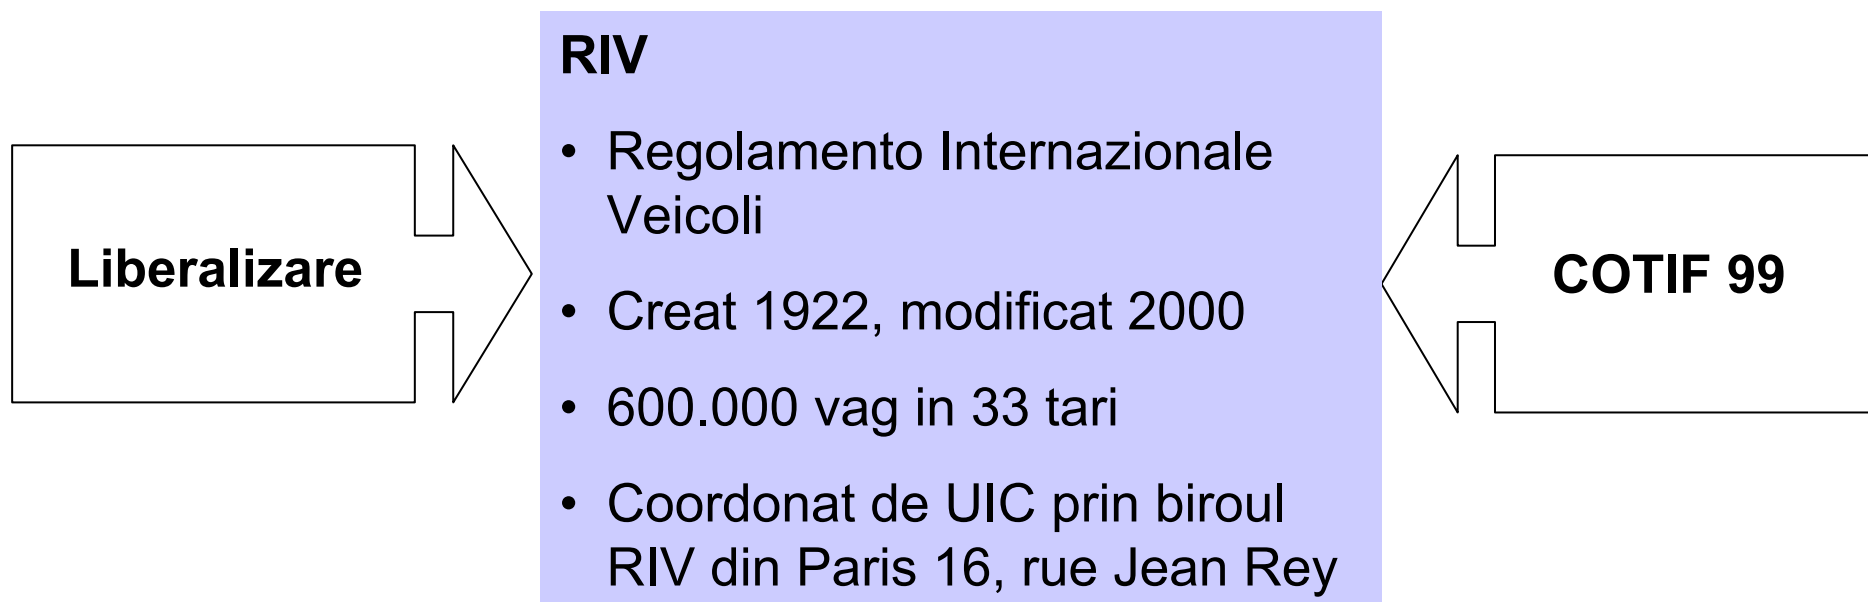 RIV
• Regolamento Internazionale
Veicoli
• Creat 1922, modificat 2000
• 600.000 vag in 33 tari
• Coordonat de UIC prin biroul
RIV din Paris 16, rue Jean Rey
Liberalizare
COTIF 99